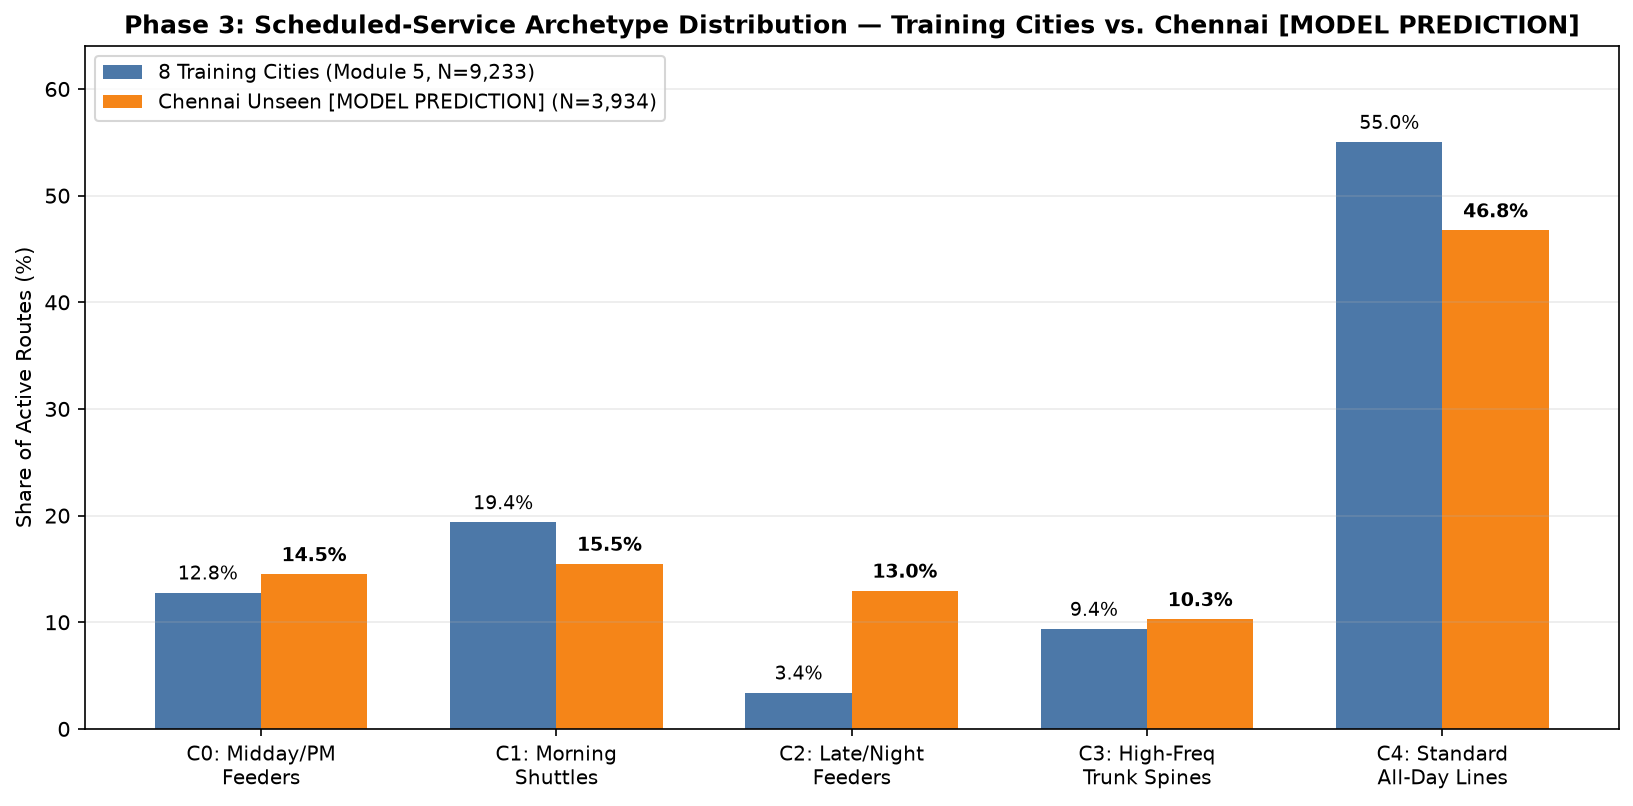 Phase 3: Scheduled-Service Archetype Distribution — Training Cities vs. Chennai [MODEL PREDICTION]
8 Training Cities (Module 5, N=9,233)
Chennai Unseen [MODEL PREDICTION] (N=3,934)
Share of Active Routes (%)
60
50
40
30
20
10
0
12.8%
14.5%
19.4%
15.5%
3.4%
13.0%
9.4%
10.3%
55.0%
46.8%
C0: Midday/PM
Feeders
C1: Morning
Shuttles
C2: Late/Night
Feeders
C3: High-Freq
Trunk Spines
C4: Standard
All-Day Lines